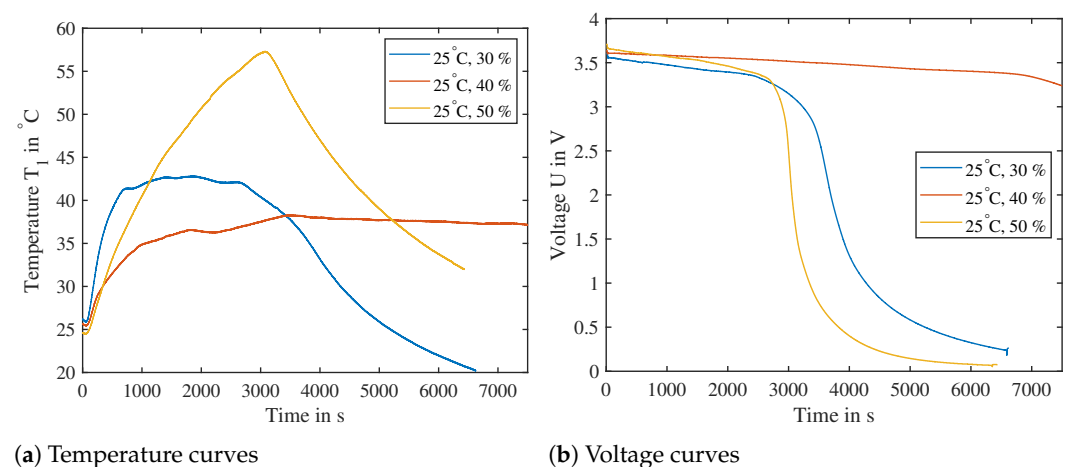 60
55
50
45
40
35
30
25
20
Temperature T₁ in °C
25°C, 30 %
25°C, 40 %
25°C, 50 %
0 1000 2000 3000 4000 5000 6000 7000
Time in s
(a) Temperature curves
4
3.5
3
2.5
2
1.5
1
0.5
0
Voltage U in V
25°C, 30 %
25°C, 40 %
25°C, 50 %
0 1000 2000 3000 4000 5000 6000 7000
Time in s
(b) Voltage curves